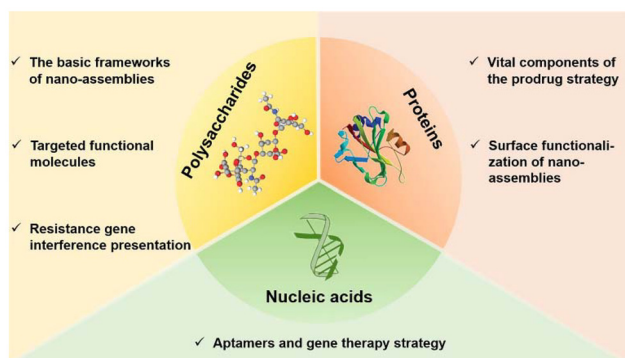 ✓ The basic frameworks
of nano-assemblies
✓ Targeted functional
molecules
✓ Resistance gene
interference presentation
Polysaccharides
Proteins
✓ Vital components of
the prodrug strategy
✓ Surface functionali-
zation of nano-
assemblies
Nucleic acids
✓ Aptamers and gene therapy strategy